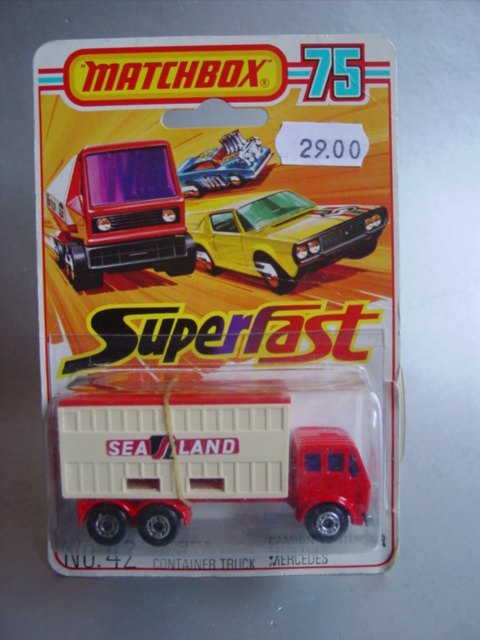 "MATCHBOX"® 75
29.00
SuperFast
SEA LAND
No. 42
CONTAINER TRUCK MERCEDES